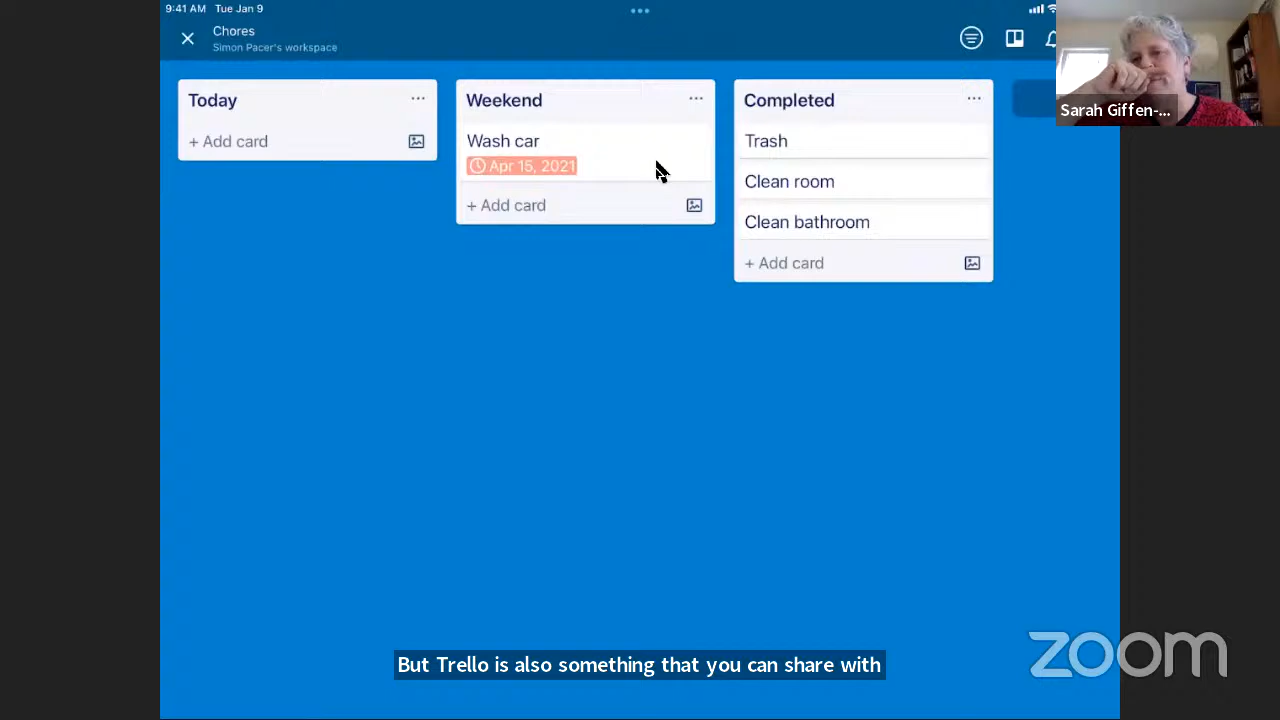 9:41 AM Tue Jan 9
Chores
Simon Pacer's workspace
Sarah Giffen-...
Today
+ Add card
Weekend
Wash car
Apr 15, 2021
+ Add card
Completed
Trash
Clean room
Clean bathroom
+ Add card
But Trello is also something that you can share with
zoom